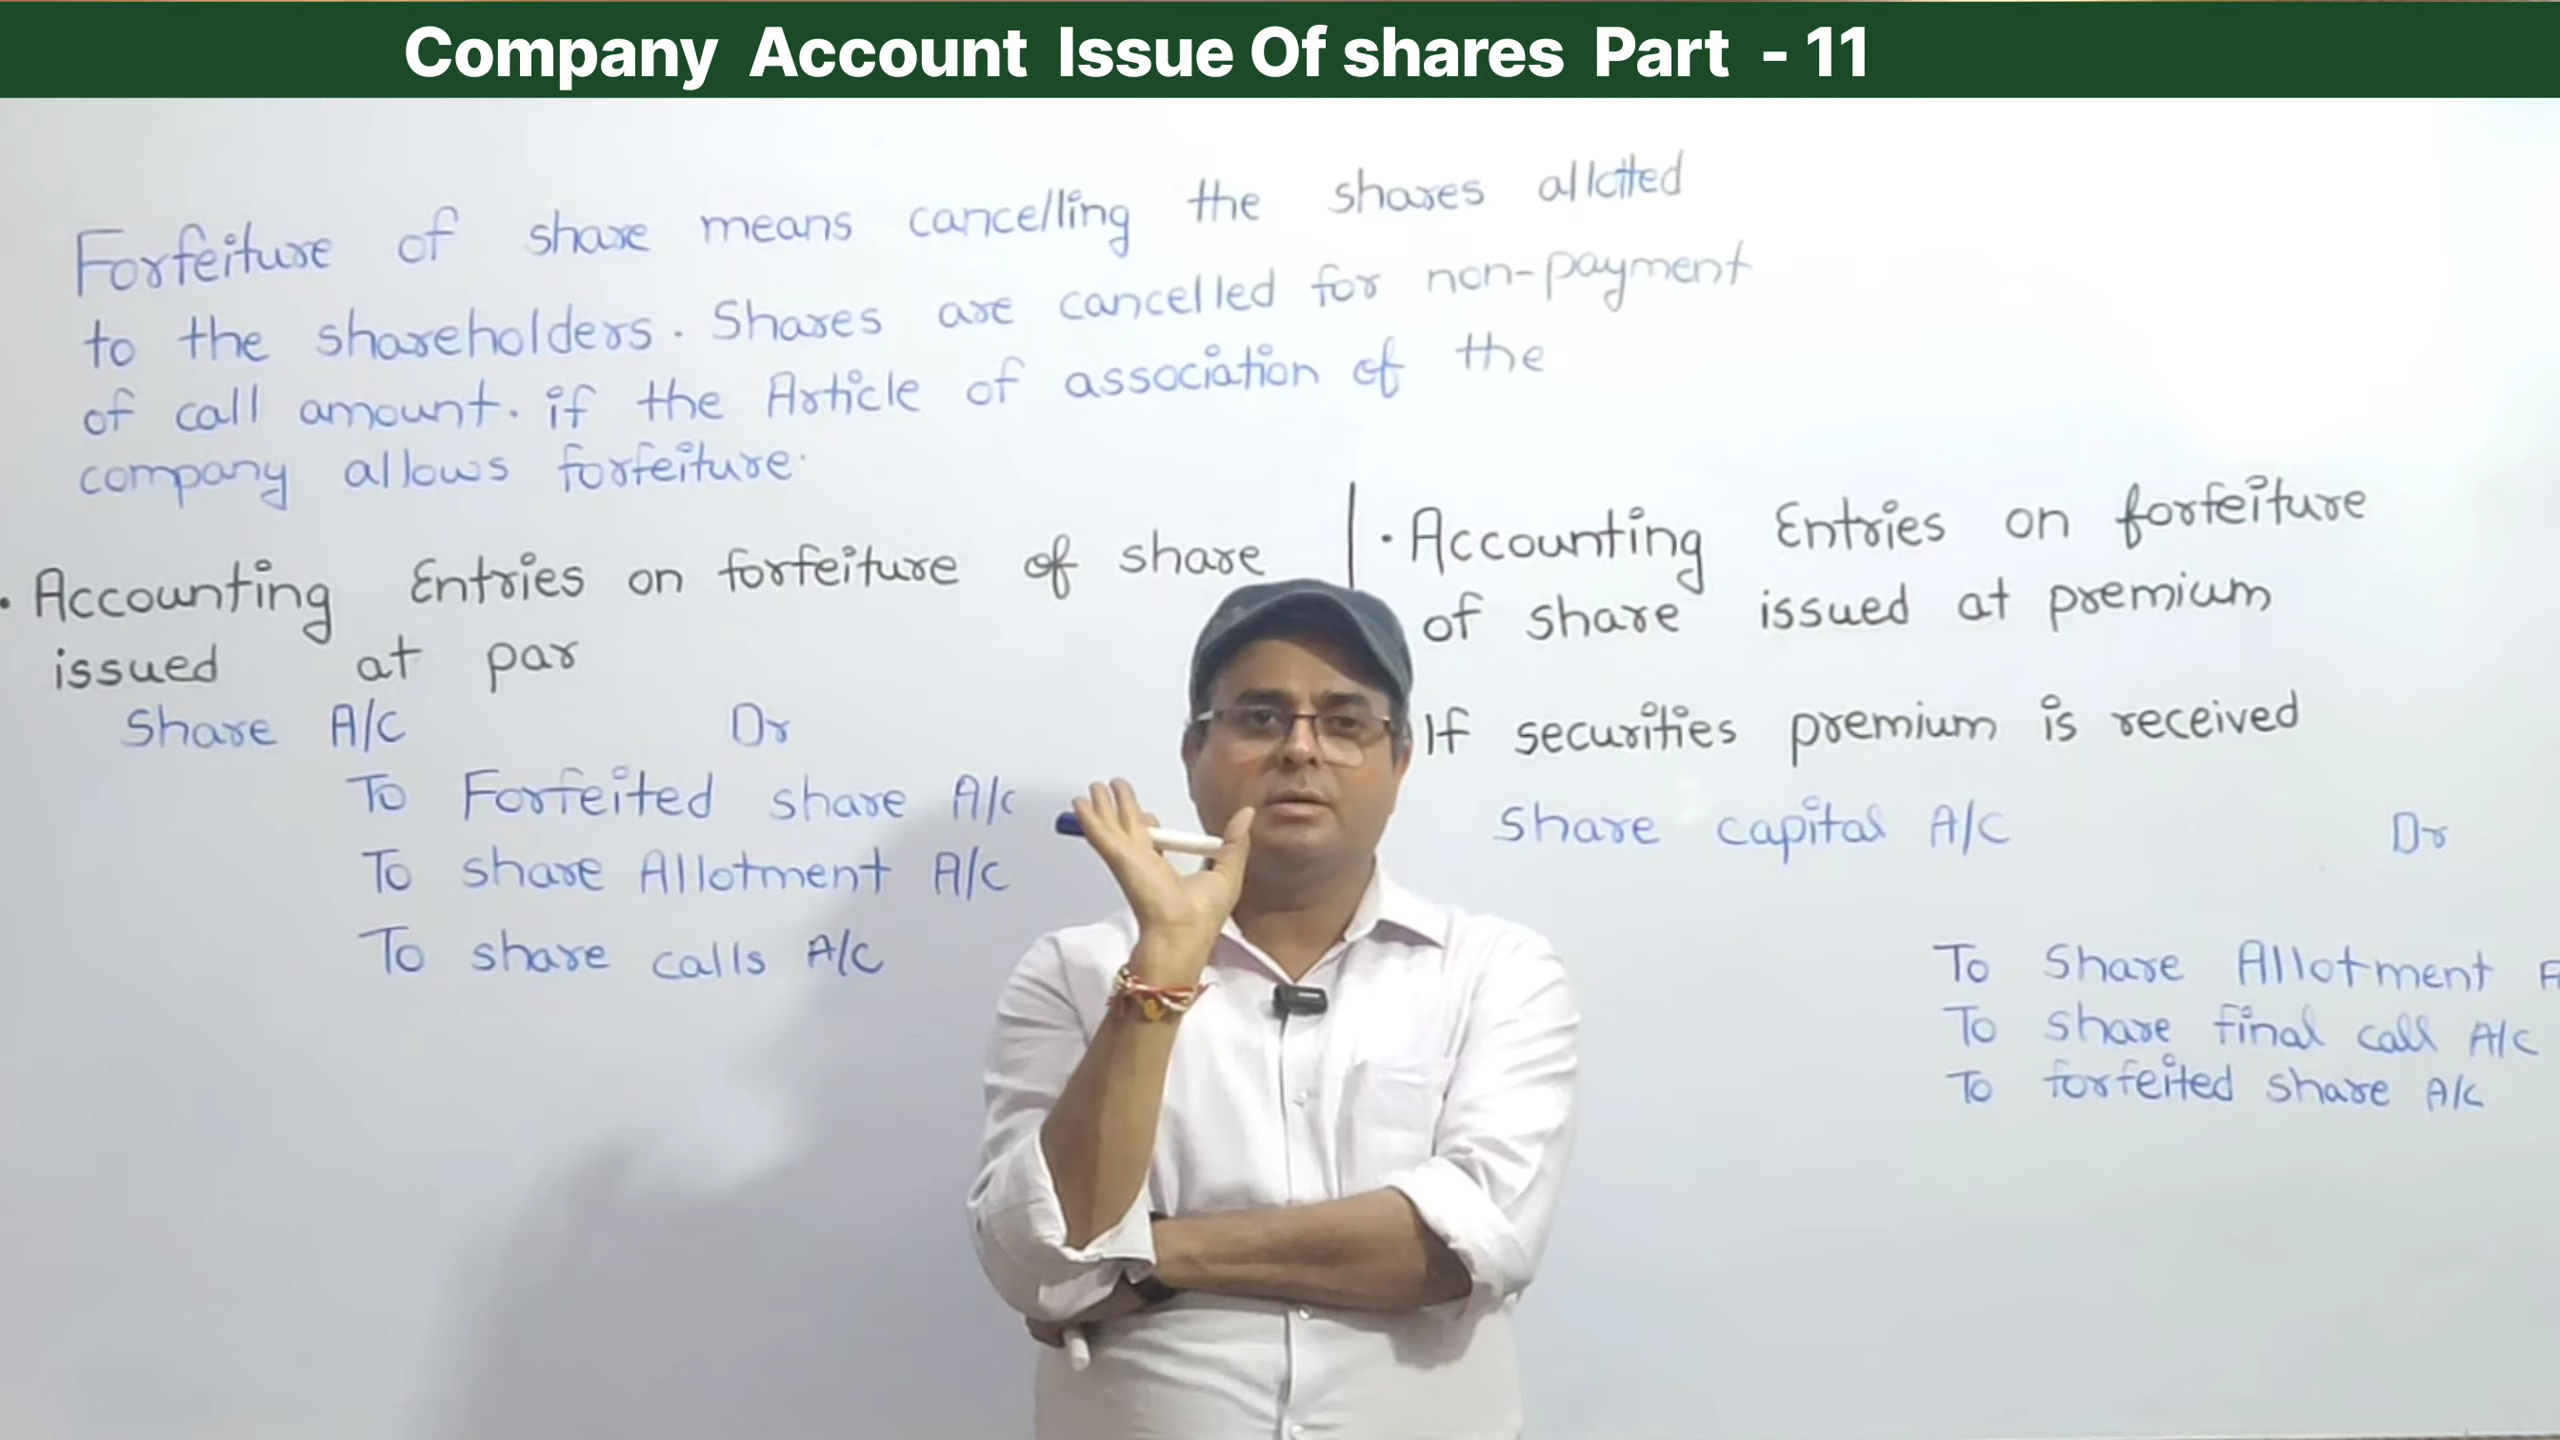 Company Account Issue Of shares Part - 11
Forfeiture of share means cancelling the shares allotted
to the shareholders. Shares are cancelled for non-payment
of call amount. if the Article of association of the
company allows forfeiture.
• Accounting Entries on forfeiture of share
issued at par
Share A/C Dr
To Forfeited share A/c
To share Allotment A/C
To share calls A/C
• Accounting Entries on forfeiture
of share issued at premium
If securities premium is received
Share capital A/C Dr
To Share Allotment
To share final call A/C
To forfeited share A/c